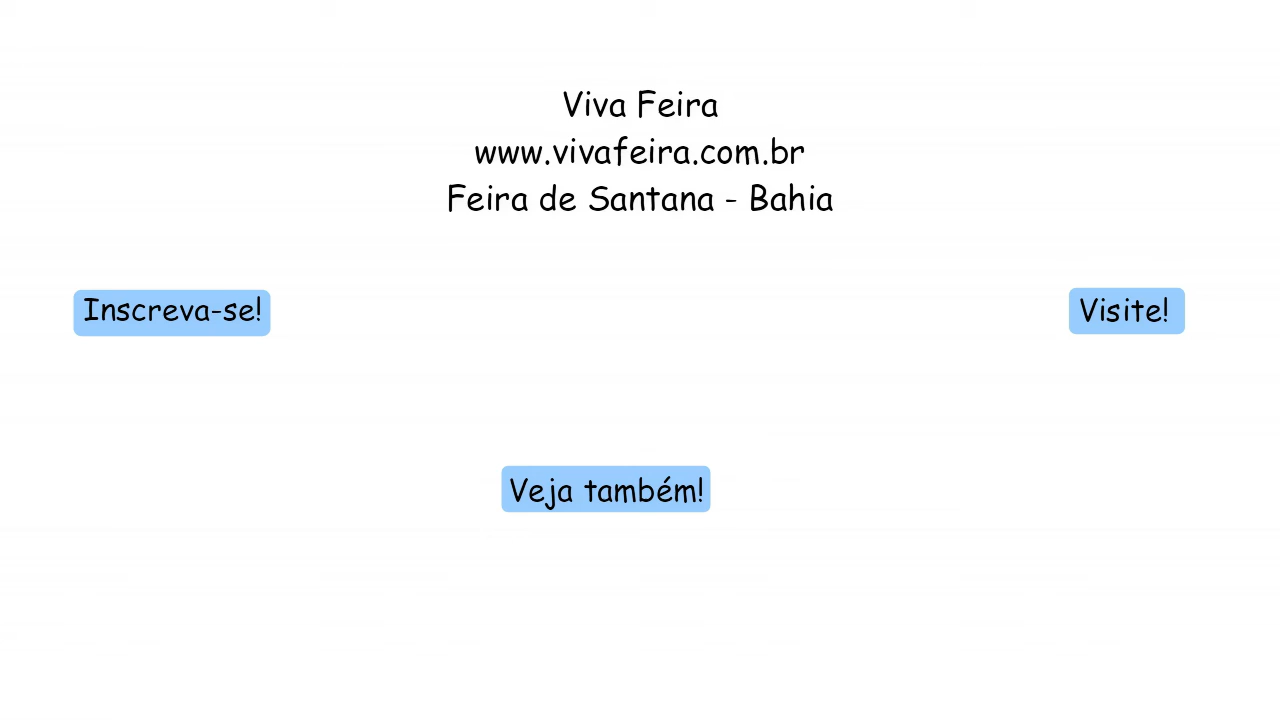 Viva Feira
www.vivafeira.com.br
Feira de Santana - Bahia
Inscreva-se!
Visite!
Veja também!